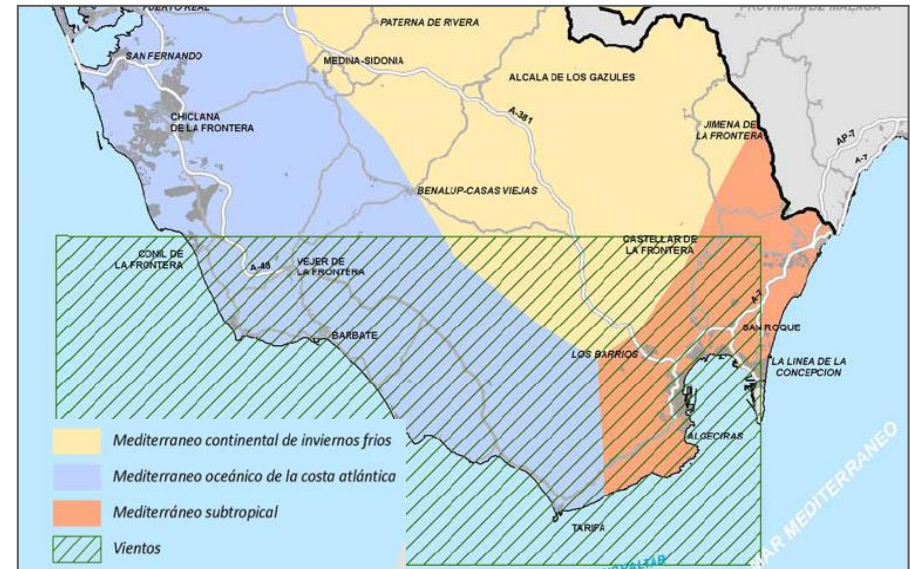 PUERTO REAL
PATERNA DE RIVERA
PROVINCIA DE MALAGA
SAN FERNANDO
MEDINA-SIDONIA
ALCALA DE LOS GAZULES
CHICLANA
DE LA FRONTERA
A-381
JIMENA DE
LA FRONTERA
AP-7
A-7
BENALUP-CASAS VIEJAS
CONIL DE
LA FRONTERA
A-48
VEJER DE
LA FRONTERA
CASTELLAR DE
LA FRONTERA
A-7
BARBATE
SAN ROQUE
LOS BARRIOS
LA LINEA DE LA
CONCEPCION
ALGECIRAS
MAR MEDITERRANEO
TARIFA
Mediterraneo continental de inviernos frios
Mediterraneo oceánico de la costa atlántica
Mediterráneo subtropical
Vientos